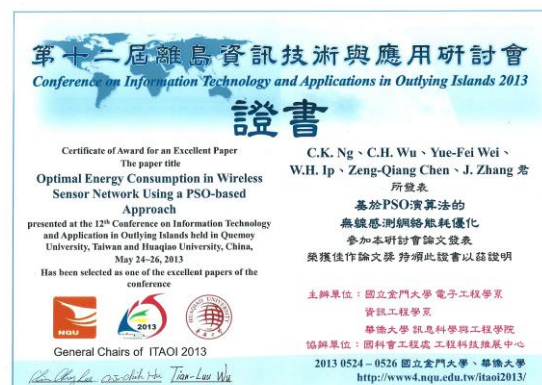 第十二屆離島資訊技術與應用研討會
Conference on Information Technology and Applications in Outlying Islands 2013
證書
Certificate of Award for an Excellent Paper
The paper title
Optimal Energy Consumption in Wireless
Sensor Network Using a PSO-based
Approach
presented at the 12th Conference on Information Technology
and Application in Outlying Islands held in Quemoy
University, Taiwan and Huaqiao University, China,
May 24~26, 2013
Has been selected as one of the excellent papers of the
conference
NQU
2013
HUAQIAO UNIVERSITY
General Chairs of ITAOI 2013
Tian-Luu Wu
C.K. Ng、C.H. Wu、Yue-Fei Wei、
W.H. Ip、Zeng-Qiang Chen、J. Zhang 君
所發表
基於PSO演算法的
無線感測網絡能耗優化
參加本研討會論文發表
榮獲佳作論文獎 特頒此證書以茲證明
主辦單位：國立金門大學 電子工程學系
資訊工程學系
華僑大學 訊息科學與工程學院
協辦單位：國科會工程處 工程科技推展中心
2013 0524 – 0526 國立金門大學、華僑大學
http://www4.nqu.edu.tw/itaoi2013/